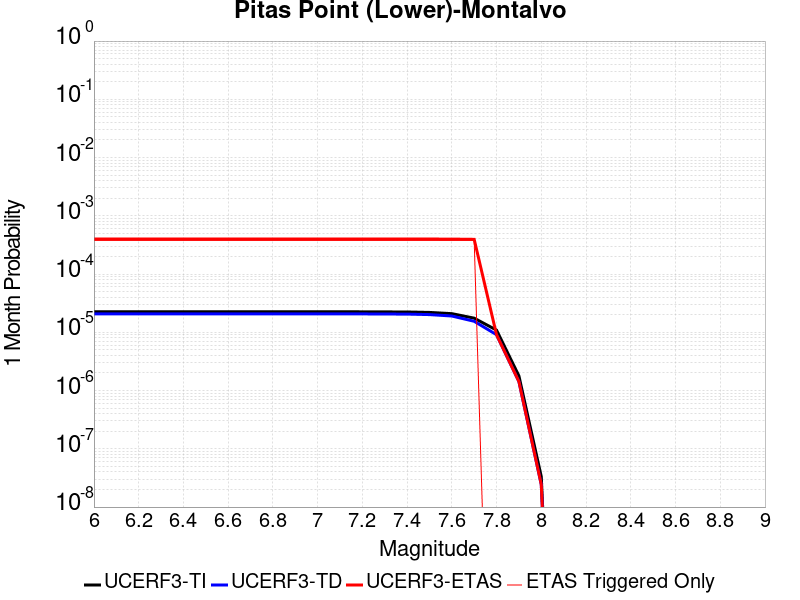 Pitas Point (Lower)-Montalvo
10^0
10^-1
10^-2
10^-3
10^-4
10^-5
10^-6
10^-7
10^-8
1 Month Probability
6 6.2 6.4 6.6 6.8 7 7.2 7.4 7.6 7.8 8 8.2 8.4 8.6 8.8 9
Magnitude
UCERF3-TI UCERF3-TD UCERF3-ETAS ETAS Triggered Only